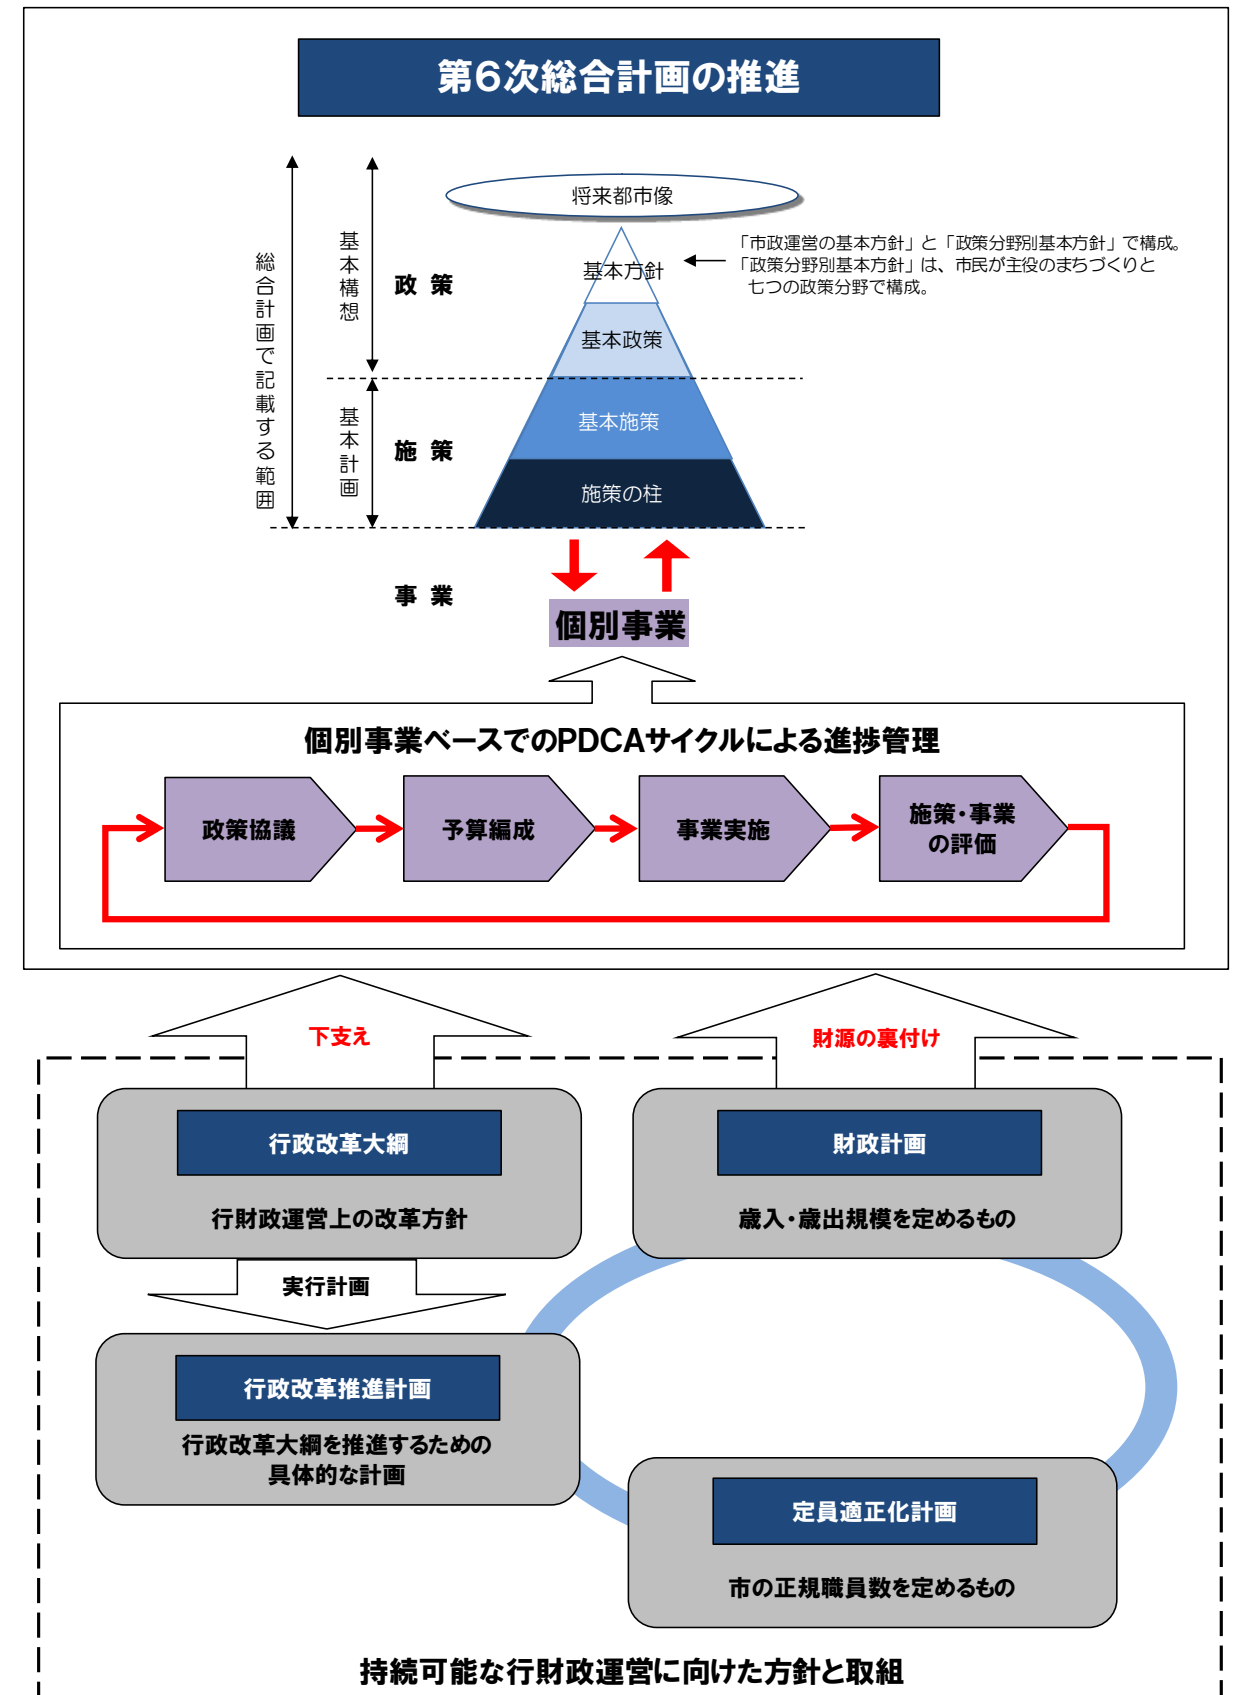 第6次総合計画の推進
将来都市像
総合計画で記載する範囲
基本構想
政 策
基本方針
「市政運営の基本方針」と「政策分野別基本方針」で構成。
「政策分野別基本方針」は、市民が主役のまちづくりと
七つの政策分野で構成。
基本政策
基本計画
施 策
基本施策
施策の柱
事 業
個別事業
個別事業ベースでのPDCAサイクルによる進捗管理
政策協議
予算編成
事業実施
施策・事業
の評価
下支え
財源の裏付け
行政改革大綱
行財政運営上の改革方針
財政計画
歳入・歳出規模を定めるもの
実行計画
行政改革推進計画
行政改革大綱を推進するための
具体的な計画
定員適正化計画
市の正規職員数を定めるもの
持続可能な行財政運営に向けた方針と取組